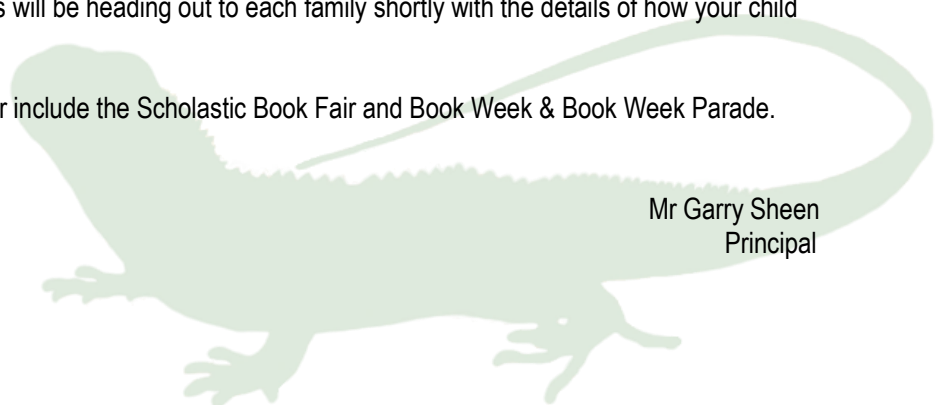 will be heading out to each family shortly with the details of how your child
include the Scholastic Book Fair and Book Week & Book Week Parade.
Mr Garry Sheen
Principal